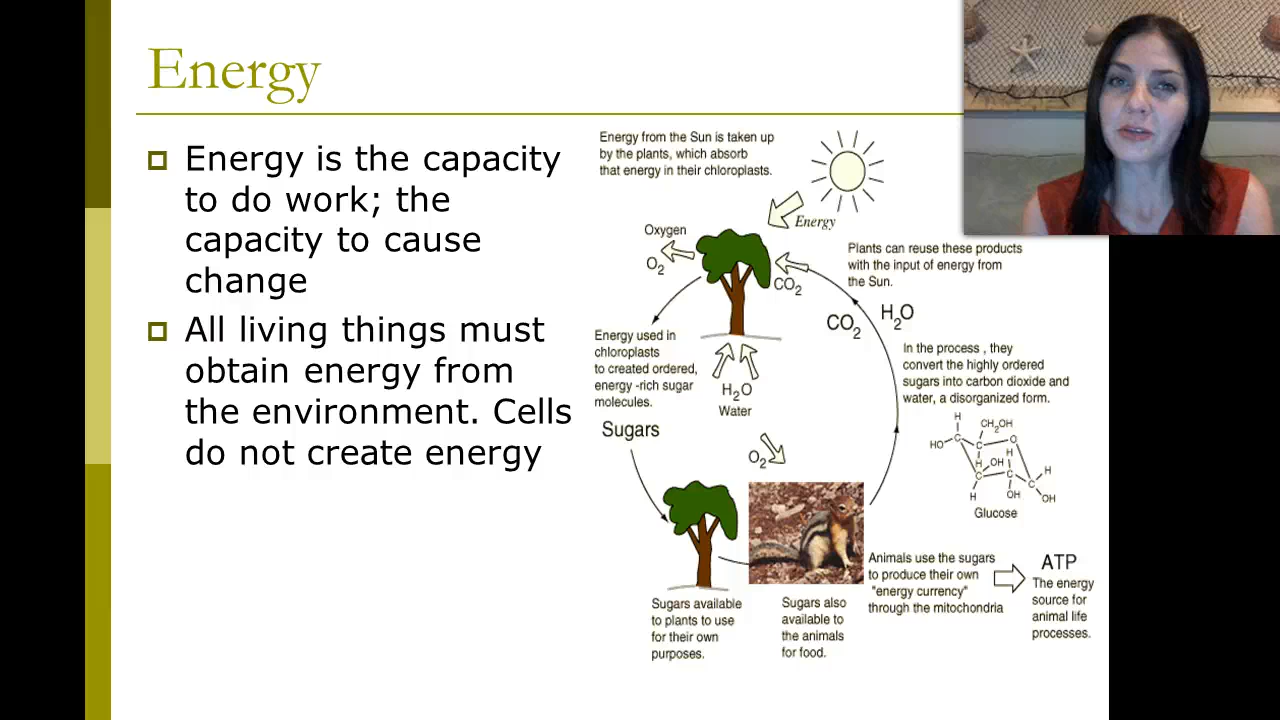 Energy
Energy is the capacity
to do work; the
capacity to cause
change
All living things must
obtain energy from
the environment. Cells
do not create energy
Energy from the Sun is taken up
by the plants, which absorb
that energy in their chloroplasts.
Energy
Oxygen
O2
CO2
Plants can reuse these products
with the input of energy from
the Sun.
CO2
H2O
Energy used in
chloroplasts
to created ordered,
energy -rich sugar
molecules.
H2O
Water
Sugars
O2
In the process , they
convert the highly ordered
sugars into carbon dioxide and
water, a disorganized form.
H
CH2OH
HO
C
C
O
H
H
OH
H
C
C
C
H
OH
OH
Glucose
Sugars available
to plants to use
for their own
purposes.
Sugars also
available to
the animals
for food.
Animals use the sugars
to produce their own
"energy currency"
through the mitochondria
ATP
The energy
source for
animal life
processes.